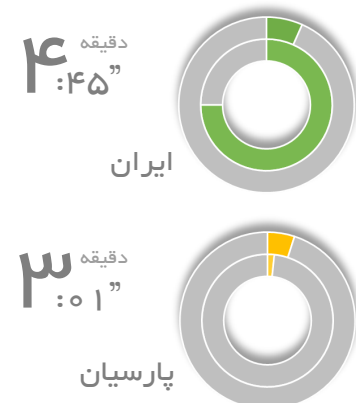 ۴ دقیقه
:۴۵”
ایران
۳ دقیقه
:۰۱”
پارسیان